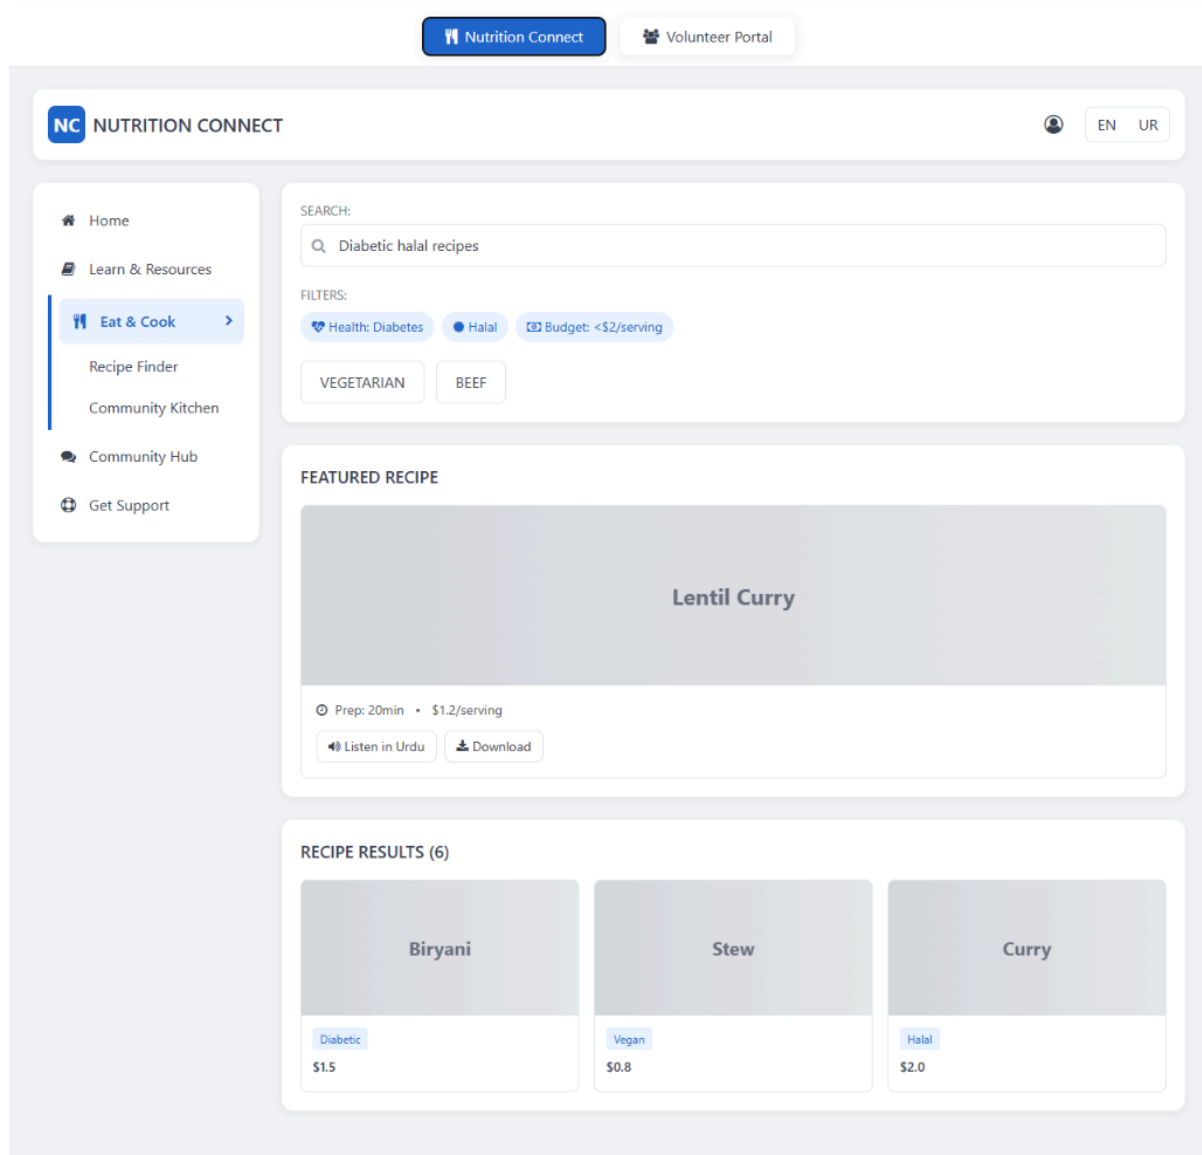 Nutrition Connect
Volunteer Portal
NC NUTRITION CONNECT
EN UR
Home
Learn & Resources
Eat & Cook
Recipe Finder
Community Kitchen
Community Hub
Get Support
SEARCH:
Diabetic halal recipes
FILTERS:
Health: Diabetes Halal Budget: <$2/serving
VEGETARIAN BEEF
FEATURED RECIPE
Lentil Curry
Prep: 20min • $1.2/serving
Listen in Urdu Download
RECIPE RESULTS (6)
Biryani
Diabetic
$1.5
Stew
Vegan
$0.8
Curry
Halal
$2.0